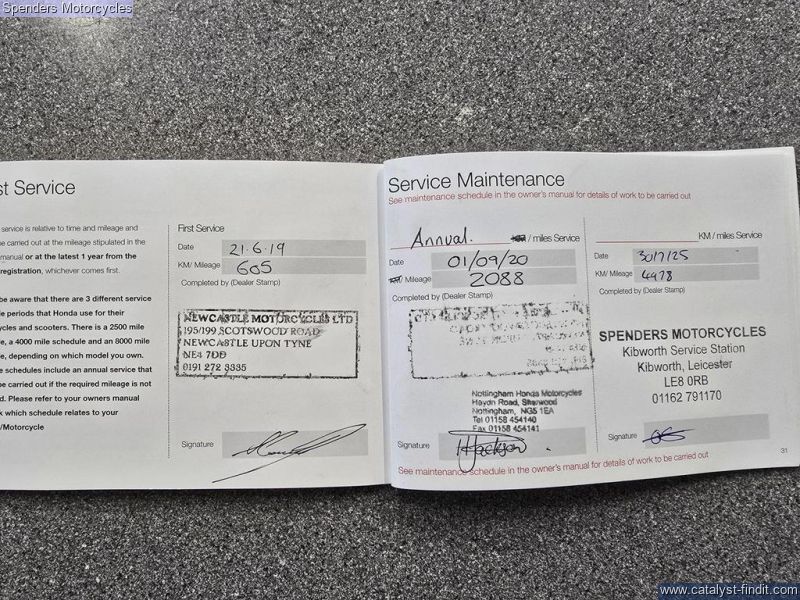 Spenders Motorcycles
st Service
service is relative to time and mileage and
e carried out at the mileage stipulated in the
manual or at the latest 1 year from the
registration, whichever comes first.
be aware that there are 3 different service
e periods that Honda use for their
cles and scooters. There is a 2500 mile
e, a 4000 mile schedule and an 8000 mile
e, depending on which model you own.
e schedules include an annual service that
be carried out if the required mileage is not
d. Please refer to your owners manual
k which schedule relates to your
/Motorcycle
First Service
Date 21.6.19
KM/ Mileage 605
Completed by (Dealer Stamp)
NEWCASTLE MOTORCYCLES LTD
195/199 SCOTSWOOD ROAD
NEWCASTLE UPON TYNE
NE4 7DD
0191 272 3335
Signature
Service Maintenance
See maintenance schedule in the owner's manual for details of work to be carried out
Annual. KM / miles Service
Date 01/09/20
KM/ Mileage 2088
Completed by (Dealer Stamp)
Nottingham Honda Motorcycles
Haydn Road, Sherwood
Nottingham, NG5 1EA
Tel 01158 454140
Fax 01158 454141
Signature HJackson
See maintenance schedule in the owner's manual for details of work to be carried out
KM / miles Service
Date 30/7/25
KM/ Mileage 4978
Completed by (Dealer Stamp)
SPENDERS MOTORCYCLES
Kibworth Service Station
Kibworth, Leicester
LE8 0RB
01162 791170
Signature
31
www.catalyst-findit.com